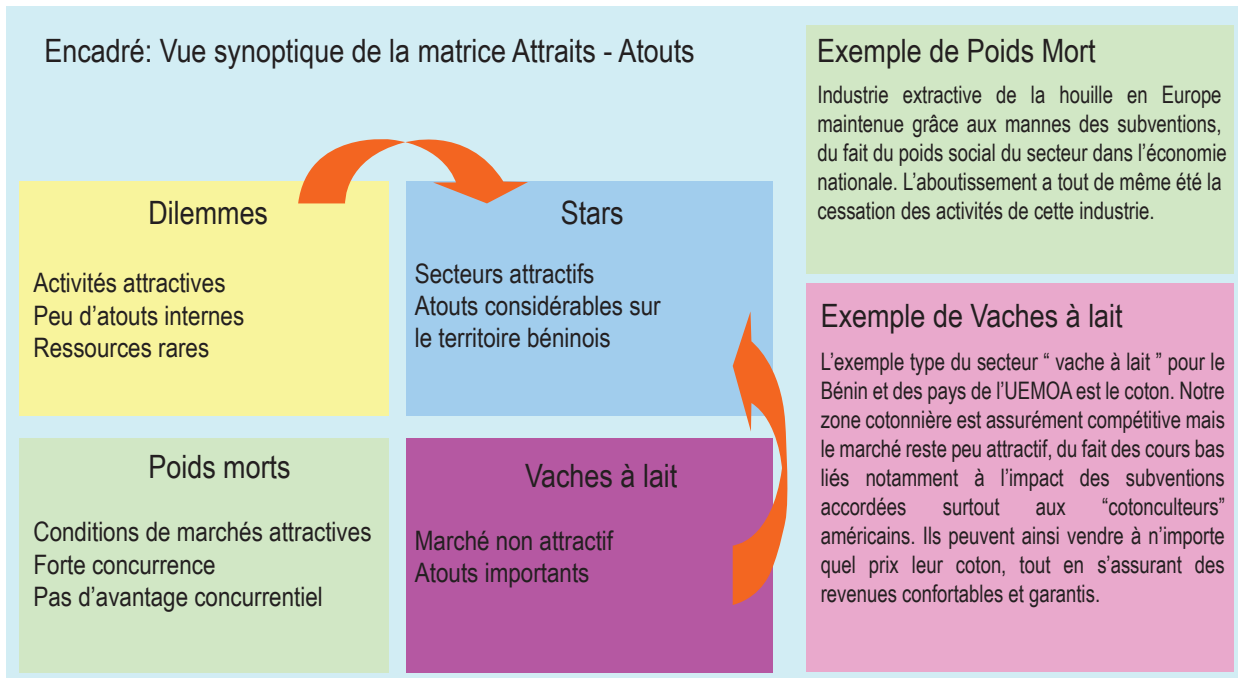 Encadré: Vue synoptique de la matrice Attraits - Atouts
Dilemmes
Activités attractives
Peu d'atouts internes
Ressources rares
Stars
Secteurs attractifs
Atouts considérables sur
le territoire béninois
Poids morts
Conditions de marchés attractives
Forte concurrence
Pas d'avantage concurrentiel
Vaches à lait
Marché non attractif
Atouts importants
Exemple de Poids Mort
Industrie extractive de la houille en Europe
maintenue grâce aux mannes des subventions,
du fait du poids social du secteur dans l'économie
nationale. L'aboutissement a tout de même été la
cessation des activités de cette industrie.
Exemple de Vaches à lait
L'exemple type du secteur “ vache à lait ” pour le
Bénin et des pays de l'UEMOA est le coton. Notre
zone cotonnière est assurément compétitive mais
le marché reste peu attractif, du fait des cours bas
liés notamment à l'impact des subventions
accordées surtout aux “cotonculteurs”
américains. Ils peuvent ainsi vendre à n'importe
quel prix leur coton, tout en s'assurant des
revenues confortables et garantis.